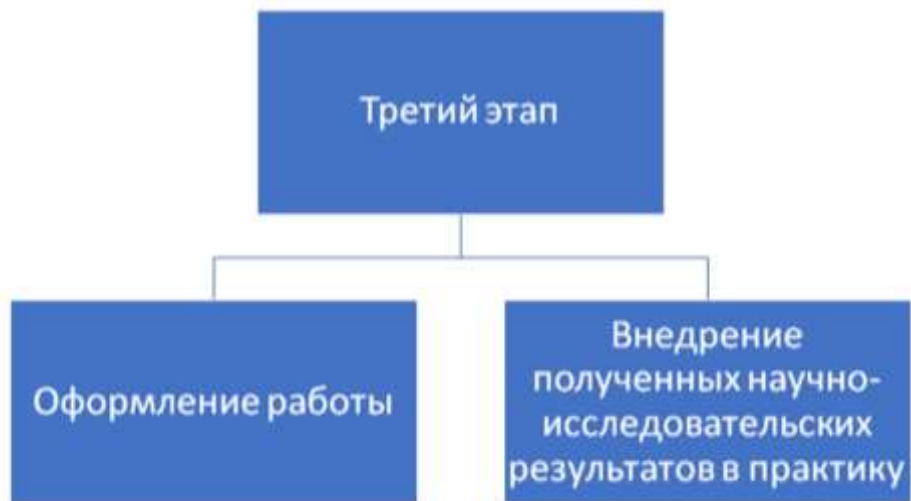 Третий этап
Оформление работы
Внедрение
полученных научно-
исследовательских
результатов в практику